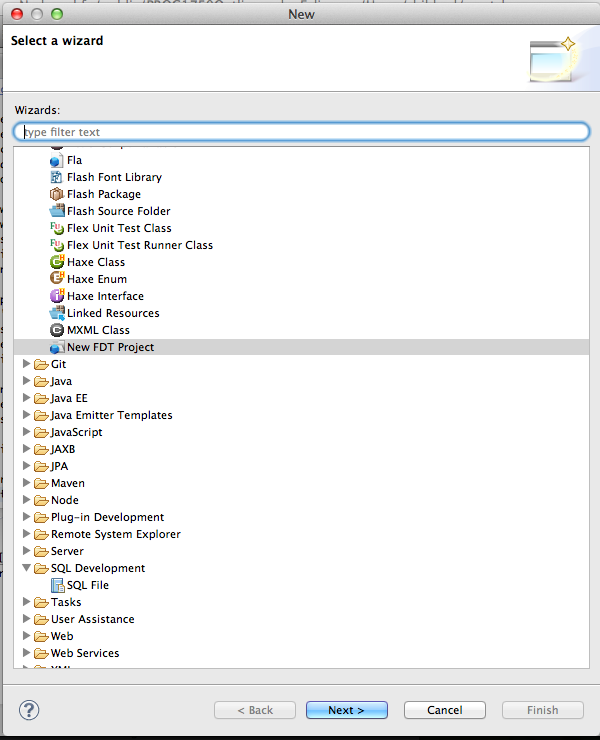 New
Select a wizard
Wizards:
type filter text
Fla
Flash Font Library
Flash Package
Flash Source Folder
Flex Unit Test Class
Flex Unit Test Runner Class
Haxe Class
Haxe Enum
Haxe Interface
Linked Resources
MXML Class
New FDT Project
Git
Java
Java EE
Java Emitter Templates
JavaScript
JAXB
JPA
Maven
Node
Plug-in Development
Remote System Explorer
Server
SQL Development
SQL File
Tasks
User Assistance
Web
Web Services
?
< Back
Next >
Cancel
Finish